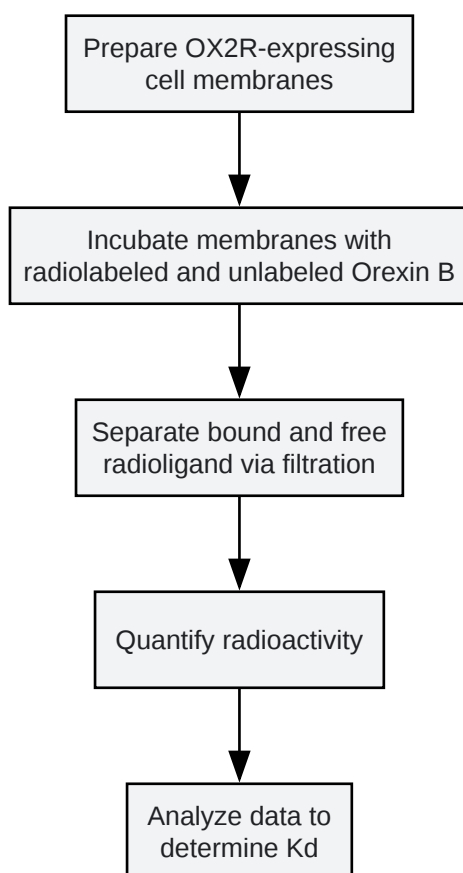 Prepare OX2R-expressing
cell membranes
Incubate membranes with
radiolabeled and unlabeled Orexin B
Separate bound and free
radioligand via filtration
Quantify radioactivity
Analyze data to
determine Kd